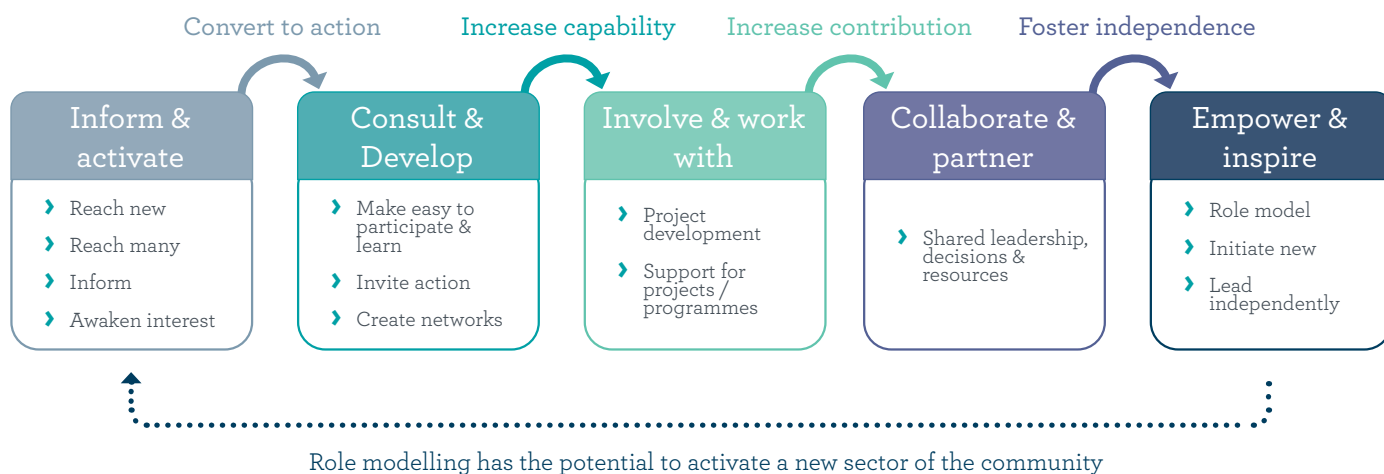 Convert to action
Increase capability
Increase contribution
Foster independence
Inform &
activate
Reach new
Reach many
Inform
Awaken interest
Consult &
Develop
Make easy to
participate &
learn
Invite action
Create networks
Involve & work
with
Project
development
Support for
projects /
programmes
Collaborate &
partner
Shared leadership,
decisions &
resources
Empower &
inspire
Role model
Initiate new
Lead
independently
Role modelling has the potential to activate a new sector of the community